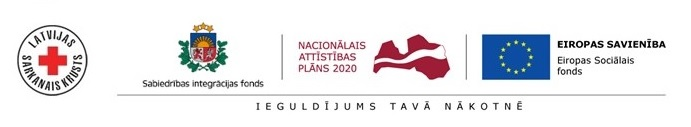 LATVIJAS
SARKANAIS KRUSTS
Sabiedrības integrācijas fonds
NACIONĀLAIS
ATTĪSTĪBAS
PLĀNS 2020
EIROPAS SAVIENĪBA
Eiropas Sociālais
fonds
IEGULDĪJUMS TAVĀ NĀKOTNĒ